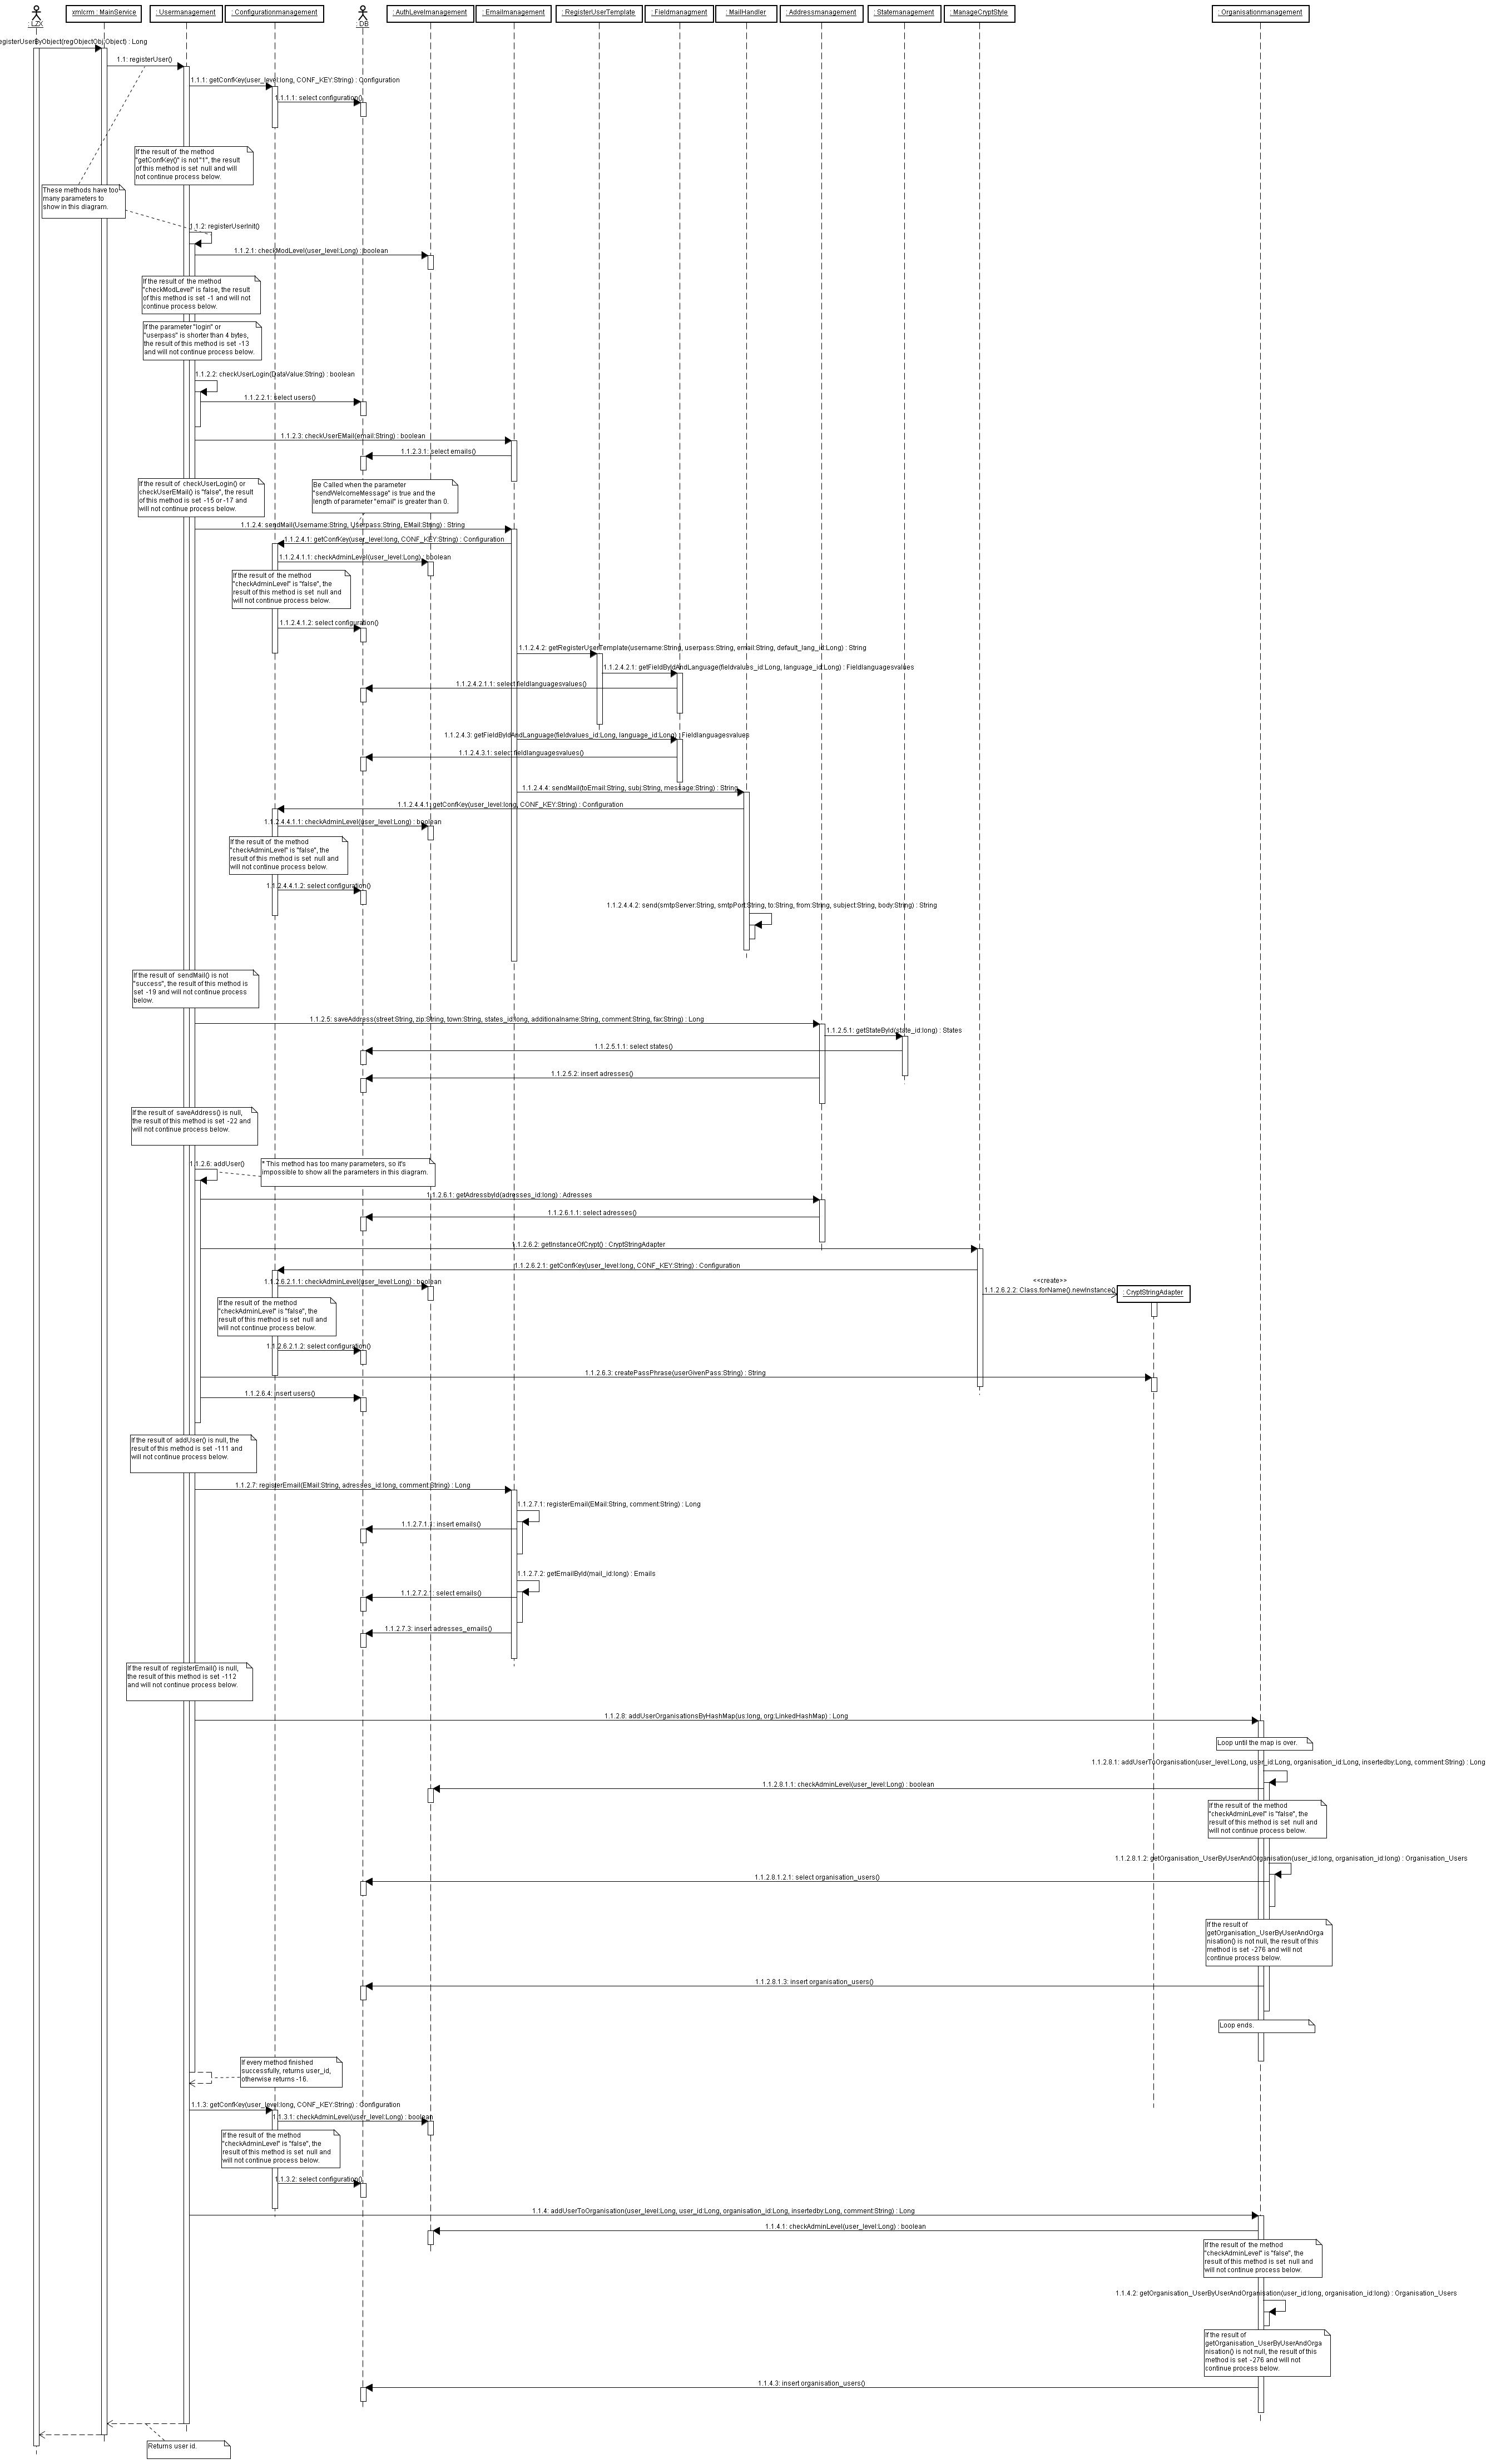 : LZX
xmlcrm : MainService
: Usermanagement
: Configurationmanagement
: DB
: AuthLevelmanagement
: Emailmanagement
: RegisterUserTemplate
: Fieldmanagment
: MailHandler
: Addressmanagement
: Statemanagement
: ManageCryptStyle
: Organisationmanagement
egisterUserByObject(regObjectObj:Object) : Long
1.1: registerUser()
1.1.1: getConfKey(user_level:long, CONF_KEY:String) : Configuration
1.1.1.1: select configuration()
If the result of the method
"getConfKey()" is not "1", the result
of this method is set null and will
not continue process below.
These methods have too
many parameters to
show in this diagram.
1.1.2: registerUserInit()
1.1.2.1: checkModLevel(user_level:Long) : boolean
If the result of the method
"checkModLevel" is false, the result
of this method is set -1 and will not
continue process below.
If the parameter "login" or
"userpass" is shorter than 4 bytes,
the result of this method is set -13
and will not continue process below.
1.1.2.2: checkUserLogin(DataValue:String) : boolean
1.1.2.2.1: select users()
1.1.2.3: checkUserEMail(email:String) : boolean
1.1.2.3.1: select emails()
If the result of checkUserLogin() or
checkUserEMail() is "false", the result
of this method is set -15 or -17 and
will not continue process below.
Be Called when the parameter
"sendWelcomeMessage" is true and the
length of parameter "email" is greater than 0.
1.1.2.4: sendMail(Username:String, Userpass:String, EMail:String) : String
1.1.2.4.1: getConfKey(user_level:long, CONF_KEY:String) : Configuration
1.1.2.4.1.1: checkAdminLevel(user_level:Long) : boolean
If the result of the method
"checkAdminLevel" is "false", the
result of this method is set null and
will not continue process below.
1.1.2.4.1.2: select configuration()
1.1.2.4.2: getRegisterUserTemplate(username:String, userpass:String, email:String, default_lang_id:Long) : String
1.1.2.4.2.1: getFieldByIdAndLanguage(fieldvalues_id:Long, language_id:Long) : Fieldlanguagesvalues
1.1.2.4.2.1.1: select fieldlanguagesvalues()
1.1.2.4.3: getFieldByIdAndLanguage(fieldvalues_id:Long, language_id:Long) : Fieldlanguagesvalues
1.1.2.4.3.1: select fieldlanguagesvalues()
1.1.2.4.4: sendMail(toEmail:String, subj:String, message:String) : String
1.1.2.4.4.1: getConfKey(user_level:long, CONF_KEY:String) : Configuration
1.1.2.4.4.1.1: checkAdminLevel(user_level:Long) : boolean
If the result of the method
"checkAdminLevel" is "false", the
result of this method is set null and
will not continue process below.
1.1.2.4.4.1.2: select configuration()
1.1.2.4.4.2: send(smtpServer:String, smtpPort:String, to:String, from:String, subject:String, body:String) : String
If the result of sendMail() is not
"success", the result of this method is
set -19 and will not continue process
below.
1.1.2.5: saveAddress(street:String, zip:String, town:String, states_id:long, additionalname:String, comment:String, fax:String) : Long
1.1.2.5.1: getStateById(state_id:long) : States
1.1.2.5.1.1: select states()
1.1.2.5.2: insert adresses()
If the result of saveAddress() is null,
the result of this method is set -22 and
will not continue process below.
1.1.2.6: addUser()
* This method has too many parameters, so it's
impossible to show all the parameters in this diagram.
1.1.2.6.1: getAdressbyId(adresses_id:long) : Adresses
1.1.2.6.1.1: select adresses()
1.1.2.6.2: getInstanceOfCrypt() : CryptStringAdapter
1.1.2.6.2.1: getConfKey(user_level:long, CONF_KEY:String) : Configuration
1.1.2.6.2.1.1: checkAdminLevel(user_level:Long) : boolean
<<create>>
1.1.2.6.2.2: Class.forName().newInstance()
: CryptStringAdapter
If the result of the method
"checkAdminLevel" is "false", the
result of this method is set null and
will not continue process below.
1.1.2.6.2.1.2: select configuration()
1.1.2.6.3: createPassPhrase(userGivenPass:String) : String
1.1.2.6.4: insert users()
If the result of addUser() is null, the
result of this method is set -111 and
will not continue process below.
1.1.2.7: registerEmail(EMail:String, adresses_id:long, comment:String) : Long
1.1.2.7.1: registerEmail(EMail:String, comment:String) : Long
1.1.2.7.1.1: insert emails()
1.1.2.7.2: getEmailById(mail_id:long) : Emails
1.1.2.7.2.1: select emails()
1.1.2.7.3: insert adresses_emails()
If the result of registerEmail() is null,
the result of this method is set -112
and will not continue process below.
1.1.2.8: addUserOrganisationsByHashMap(us:long, org:LinkedHashMap) : Long
Loop until the map is over.
1.1.2.8.1: addUserToOrganisation(user_level:Long, user_id:Long, organisation_id:Long, insertedby:Long, comment:String) : Long
1.1.2.8.1.1: checkAdminLevel(user_level:Long) : boolean
If the result of the method
"checkAdminLevel" is "false", the
result of this method is set null and
will not continue process below.
1.1.2.8.1.2: getOrganisation_UserByUserAndOrganisation(user_id:long, organisation_id:long) : Organisation_Users
1.1.2.8.1.2.1: select organisation_users()
If the result of
getOrganisation_UserByUserAndOrga
nisation() is not null, the result of this
method is set -276 and will not
continue process below.
1.1.2.8.1.3: insert organisation_users()
Loop ends.
If every method finished
successfully, returns user_id,
otherwise returns -16.
1.1.3: getConfKey(user_level:long, CONF_KEY:String) : Configuration
1.1.3.1: checkAdminLevel(user_level:Long) : boolean
If the result of the method
"checkAdminLevel" is "false", the
result of this method is set null and
will not continue process below.
1.1.3.2: select configuration()
1.1.4: addUserToOrganisation(user_level:Long, user_id:Long, organisation_id:Long, insertedby:Long, comment:String) : Long
1.1.4.1: checkAdminLevel(user_level:Long) : boolean
If the result of the method
"checkAdminLevel" is "false", the
result of this method is set null and
will not continue process below.
1.1.4.2: getOrganisation_UserByUserAndOrganisation(user_id:long, organisation_id:long) : Organisation_Users
If the result of
getOrganisation_UserByUserAndOrga
nisation() is not null, the result of this
method is set -276 and will not
continue process below.
1.1.4.3: insert organisation_users()
Returns user id.